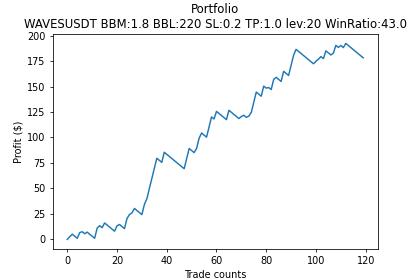 Portfolio
WAVESUSDT BBM:1.8 BBL:220 SL:0.2 TP:1.0 lev:20 WinRatio:43.0
200
175
150
125
100
75
50
25
0
Profit ($)
0 20 40 60 80 100 120
Trade counts